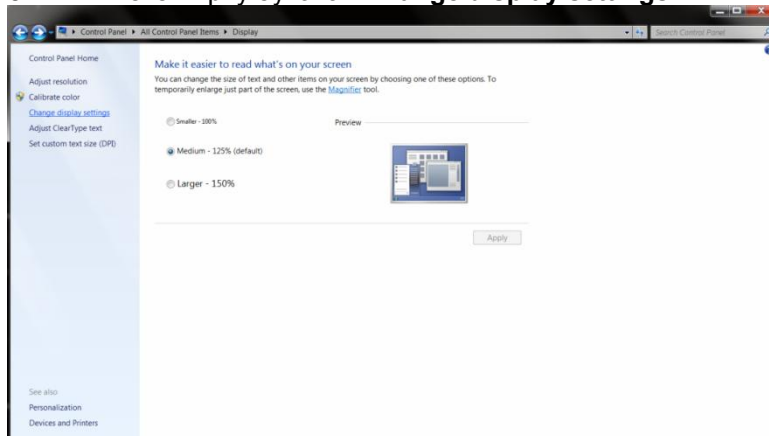 Change display settings
Control Panel ▸ All Control Panel Items ▸ Display
Search Control Panel
Control Panel Home
Adjust resolution
Calibrate color
Change display settings
Adjust ClearType text
Set custom text size (DPI)
See also
Personalization
Devices and Printers
Make it easier to read what's on your screen
You can change the size of text and other items on your screen by choosing one of these options. To
temporarily enlarge just part of the screen, use the Magnifier tool.
Smaller - 100%
Preview
Medium - 125% (default)
Larger - 150%
Apply